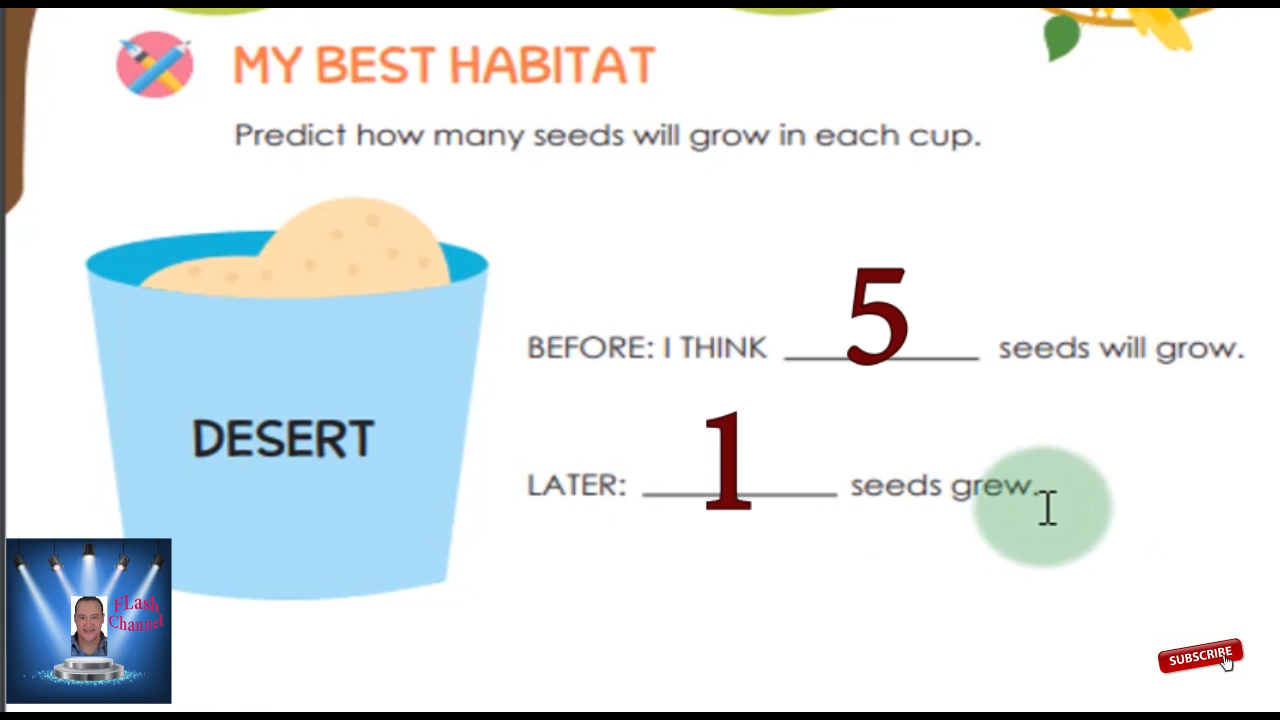 MY BEST HABITAT
Predict how many seeds will grow in each cup.
BEFORE: I THINK 5 seeds will grow.
DESERT
LATER: 1 seeds grew.
FLash
Channel
SUBSCRIBE